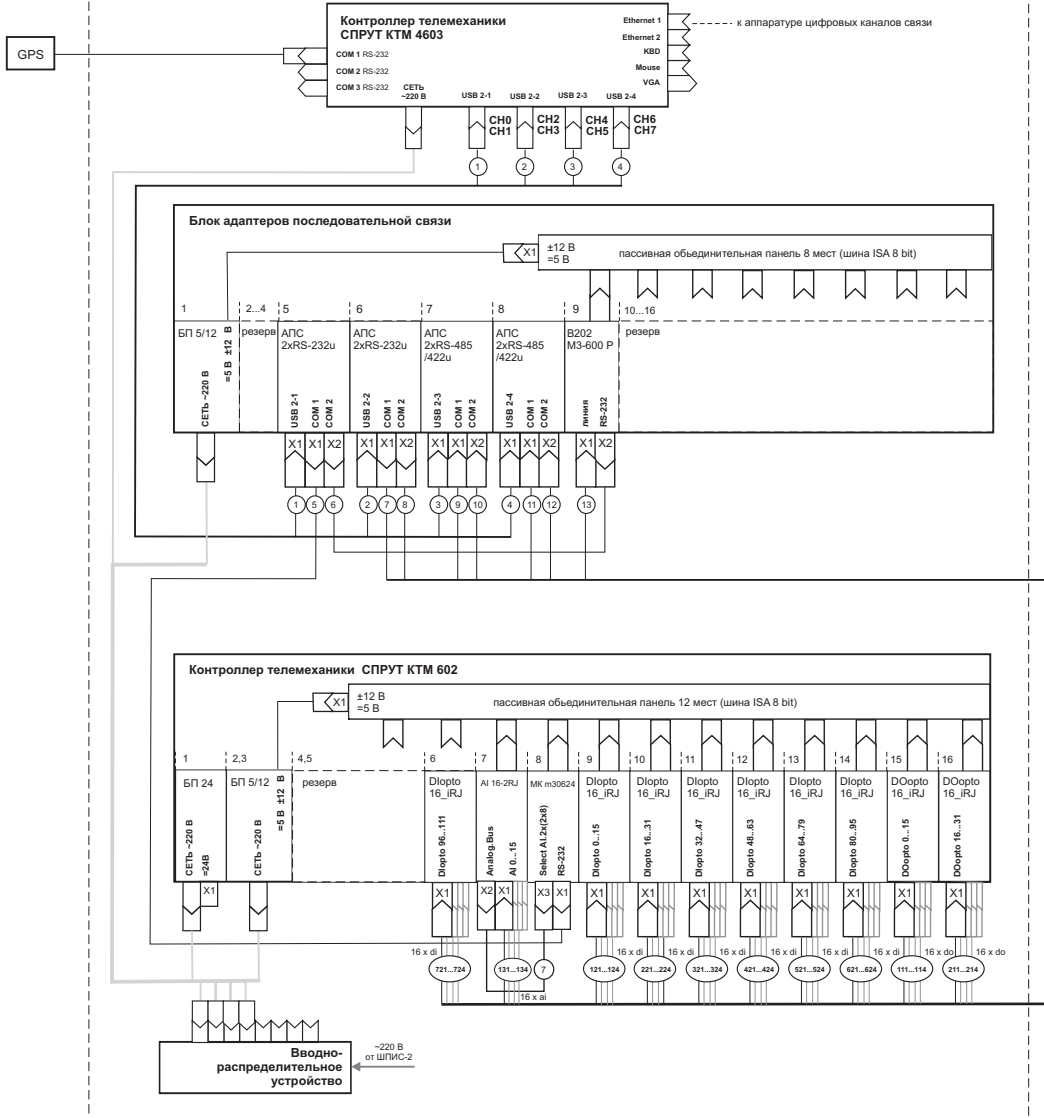 Контроллер телемеханики
СПРУТ КТМ 4603
GPS
COM 1 RS-232
COM 2 RS-232
COM 3 RS-232
СЕТЬ
~220 В
USB 2-1
USB 2-2
USB 2-3
USB 2-4
Ethernet 1
Ethernet 2
KBD
Mouse
VGA
к аппаратуре цифровых каналов связи
CH0
CH1
CH2
CH3
CH4
CH5
CH6
CH7
1
2
3
4
Блок адаптеров последовательной связи
X1
±12 В
=5 В
пассивная обьединительная панель 8 мест (шина ISA 8 bit)
1
2...4
5
6
7
8
9
10...16
БП 5/12
СЕТЬ ~220 В
=5 В ±12 В
резерв
АПС
2xRS-232u
USB 2-1
COM 1
COM 2
АПС
2xRS-232u
USB 2-2
COM 1
COM 2
АПС
2xRS-485
/422u
USB 2-3
COM 1
COM 2
АПС
2xRS-485
/422u
USB 2-4
COM 1
COM 2
В202
М3-600 Р
линия
RS-232
резерв
X1 X1 X2
X1 X1 X2
X1 X1 X2
X1 X1 X2
X1 X2
1 5 6
2 7 8
3 9 10
4 11 12
13
Контроллер телемеханики СПРУТ КТМ 602
X1
±12 В
=5 В
пассивная обьединительная панель 12 мест (шина ISA 8 bit)
1
2,3
4,5
6
7
8
9
10
11
12
13
14
15
16
БП 24
СЕТЬ ~220 В
=24В
БП 5/12
СЕТЬ ~220 В
=5 В ±12 В
резерв
DIopto
16_iRJ
DIopto 96...111
AI 16-2RJ
Analog.Bus
AI 0...15
МК m30624
Select AI.2x(2x8)
RS-232
DIopto
16_iRJ
DIopto 0...15
DIopto
16_iRJ
DIopto 16...31
DIopto
16_iRJ
DIopto 32...47
DIopto
16_iRJ
DIopto 48...63
DIopto
16_iRJ
DIopto 64...79
DIopto
16_iRJ
DIopto 80...95
DOopto
16_iRJ
DOopto 0...15
DOopto
16_iRJ
DOopto 16...31
X1
X1
X2 X1
X3 X1
X1
X1
X1
X1
X1
X1
X1
X1
16 x di
16 x di
16 x di
16 x di
16 x di
16 x di
16 x di
16 x do
16 x do
721...724
131...134
7
121...124
221...224
321...324
421...424
521...524
621...624
111...114
211...214
16 x ai
Вводно-
распределительное
устройство
~220 В
от ШПИС-2